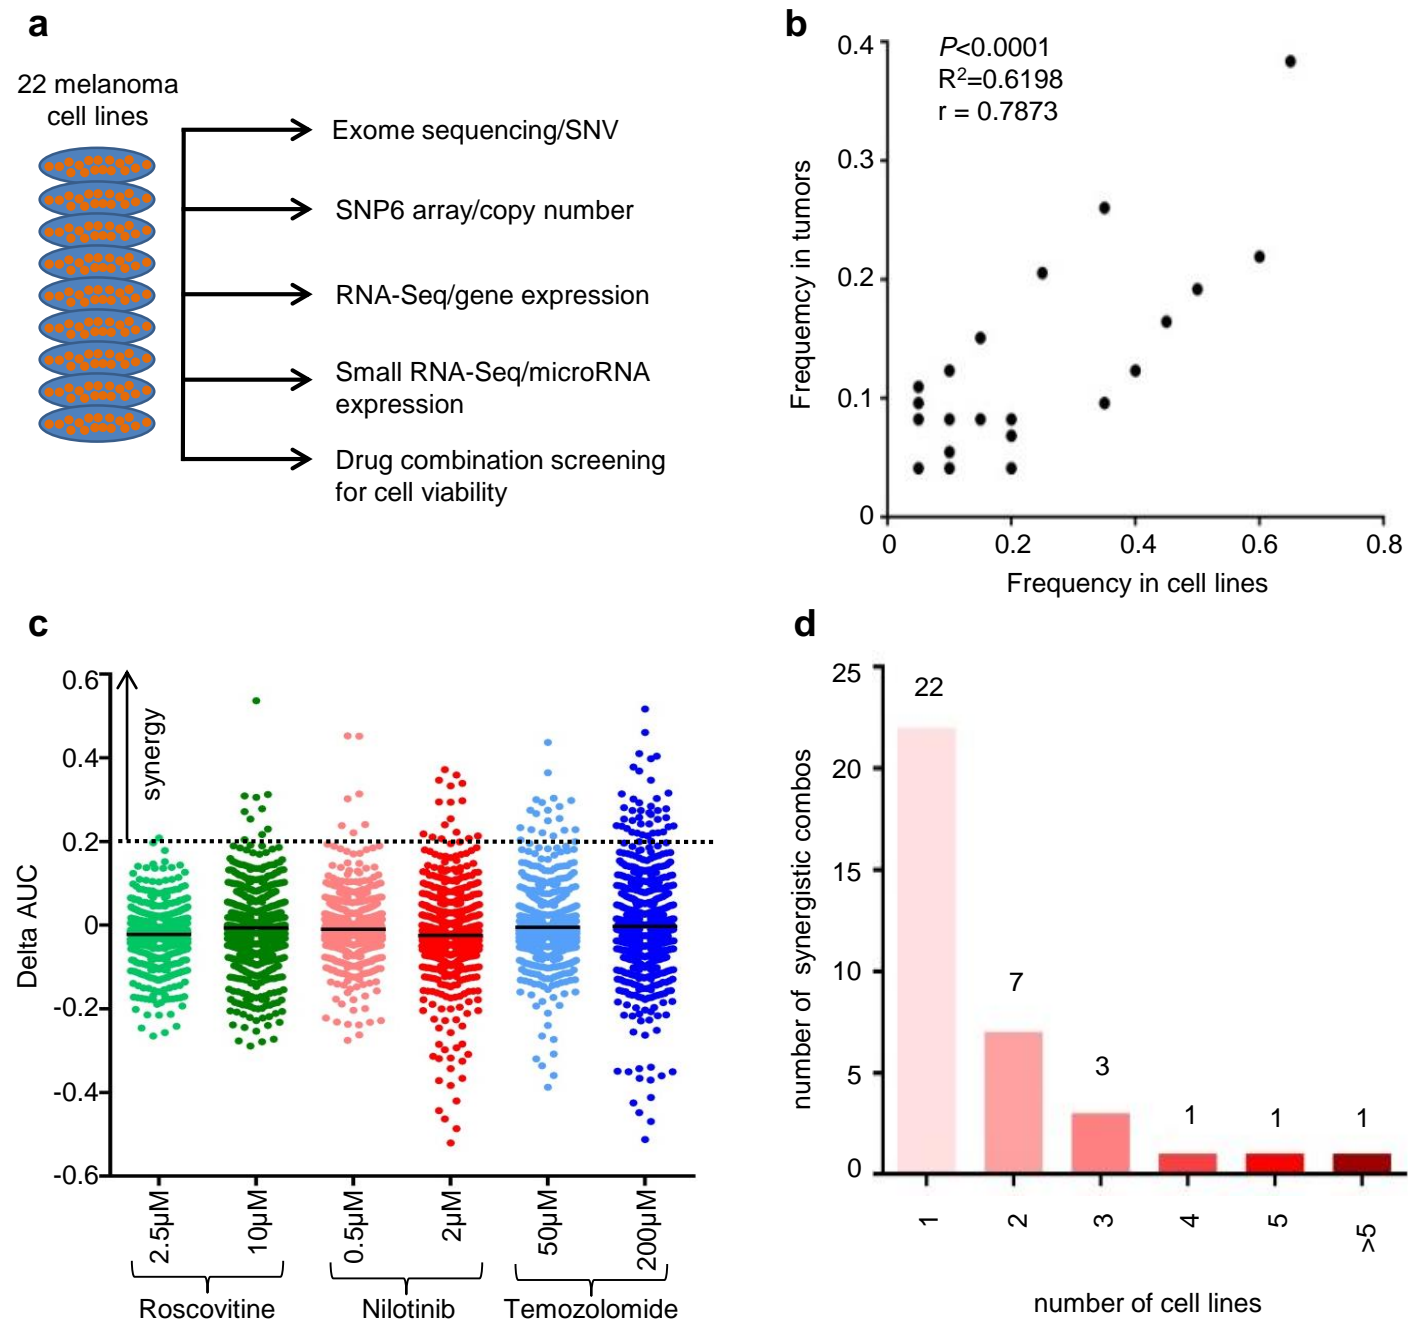 a
22 melanoma
cell lines
Exome sequencing/SNV
SNP6 array/copy number
RNA-Seq/gene expression
Small RNA-Seq/microRNA
expression
Drug combination screening
for cell viability
b
P<0.0001
R²=0.6198
r = 0.7873
Frequemcy in tumors
0.4
0.3
0.2
0.1
0
0 0.2 0.4 0.6 0.8
Frequency in cell lines
c
synergy
Delta AUC
0.6
0.4
0.2
0
-0.2
-0.4
-0.6
2.5µM 10µM 0.5µM 2µM 50µM 200µM
Roscovitine Nilotinib Temozolomide
d
number of synergistic combos
25
20
15
10
5
0
22
7
3
1
1
1
1 2 3 4 5 >5
number of cell lines